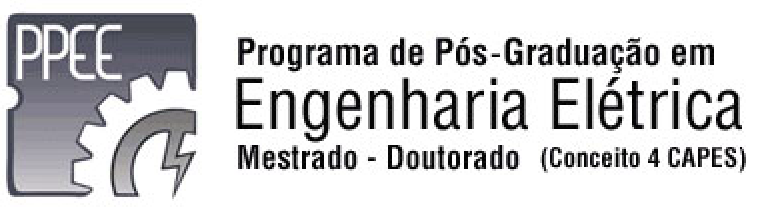 PPEE
Programa de Pós-Graduação em
Engenharia Elétrica
Mestrado - Doutorado (Conceito 4 CAPES)